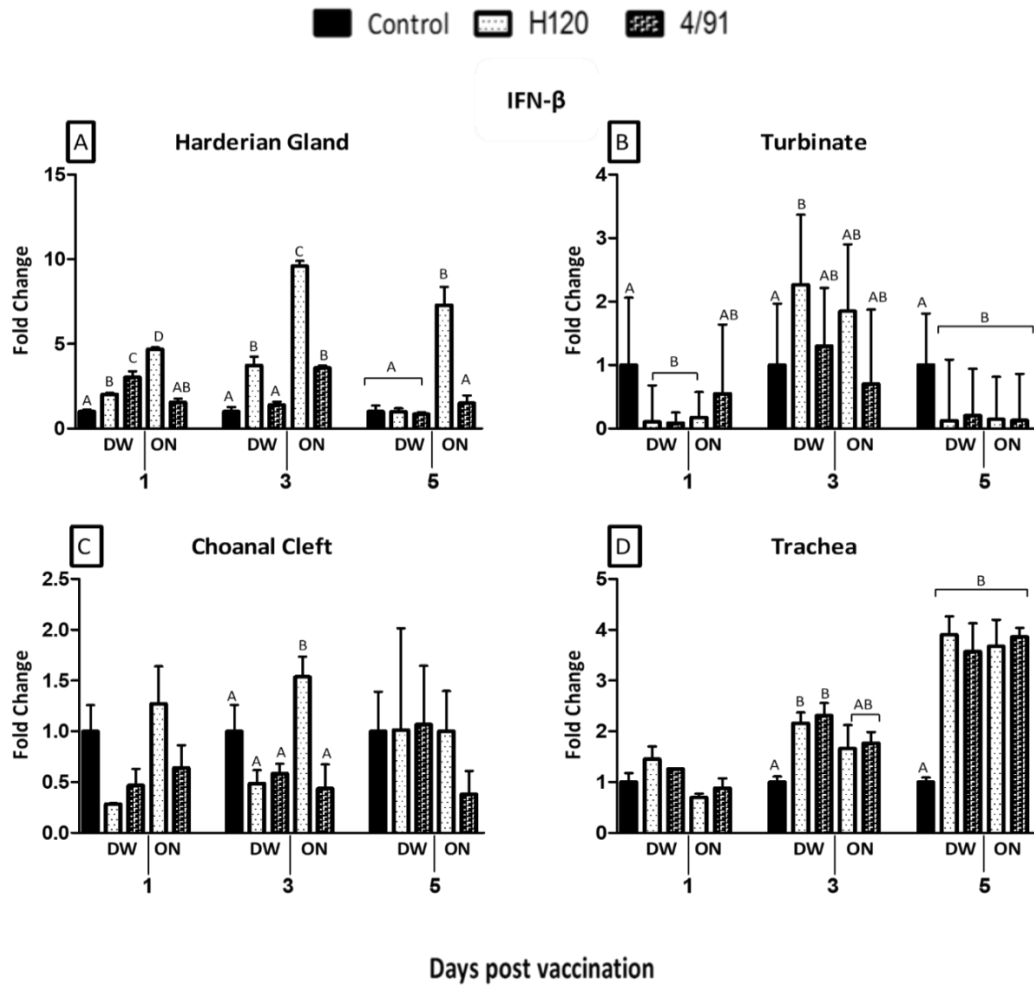 Control H120 4/91
IFN-β
A Harderian Gland
Fold Change
15
10
5
0
A B C D AB
A B A C B
A B A
DW ON DW ON DW ON
1 3 5
B Turbinate
Fold Change
4
3
2
1
0
A B
A B AB AB AB
A B
DW ON DW ON DW ON
1 3 5
C Choanal Cleft
Fold Change
2.5
2.0
1.5
1.0
0.5
0.0
A A A B A
DW ON DW ON DW ON
1 3 5
D Trachea
Fold Change
5
4
3
2
1
0
A B B AB
A B
DW ON DW ON DW ON
1 3 5
Days post vaccination